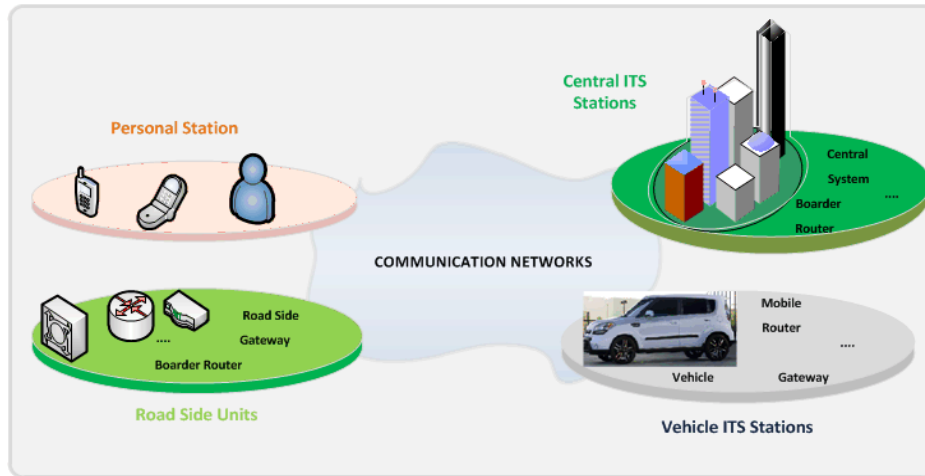 Central ITS
Stations
Personal Station
Central
System
....
Boarder
Router
COMMUNICATION NETWORKS
Road Side
....
Gateway
Boarder Router
Road Side Units
Mobile
Router
....
Vehicle
Gateway
Vehicle ITS Stations